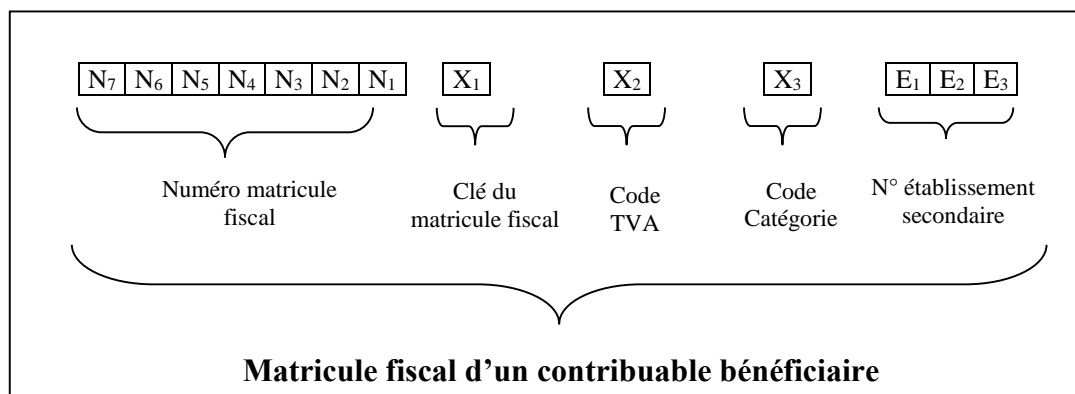 N₇ N₆ N₅ N₄ N₃ N₂ N₁ X₁ X₂ X₃ E₁ E₂ E₃
Numéro matricule
fiscal
Clé du
matricule fiscal
Code
TVA
Code
Catégorie
N° établissement
secondaire
Matricule fiscal d’un contribuable bénéficiaire